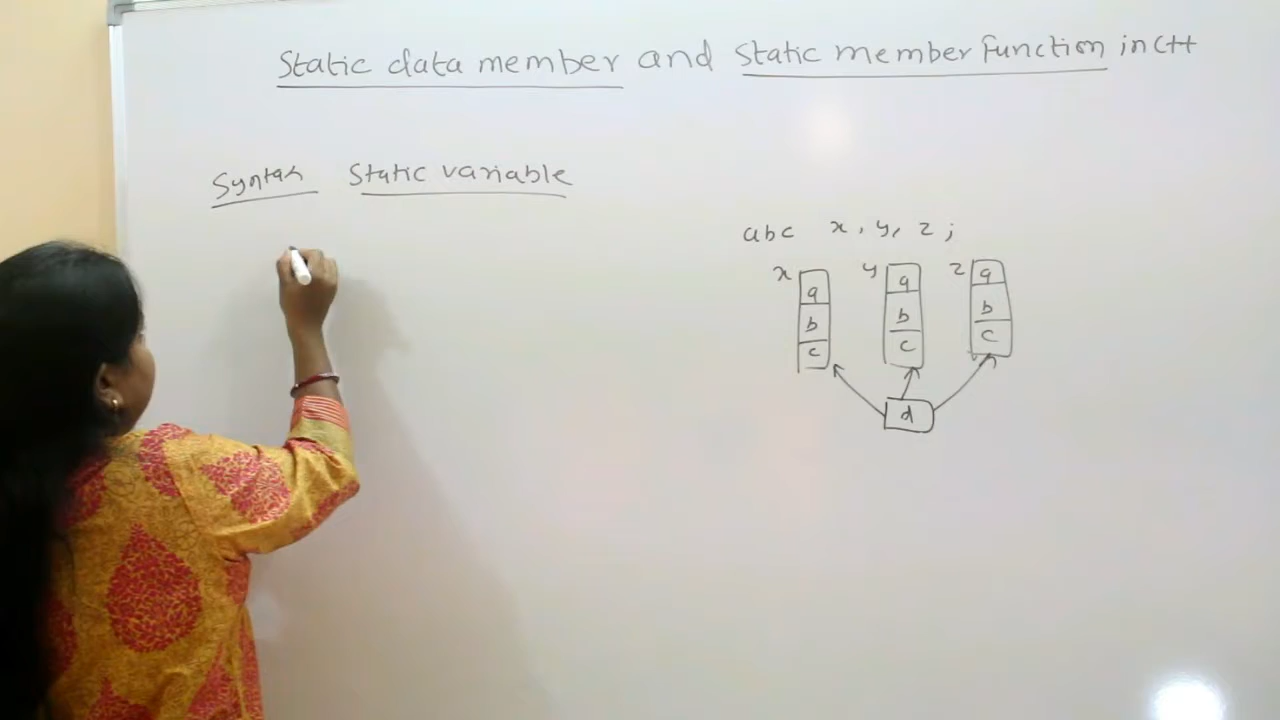 Static data member and Static member function in C++
Syntax Static variable
abc x, y, z;
x y z
a a a
b b b
c c c
d